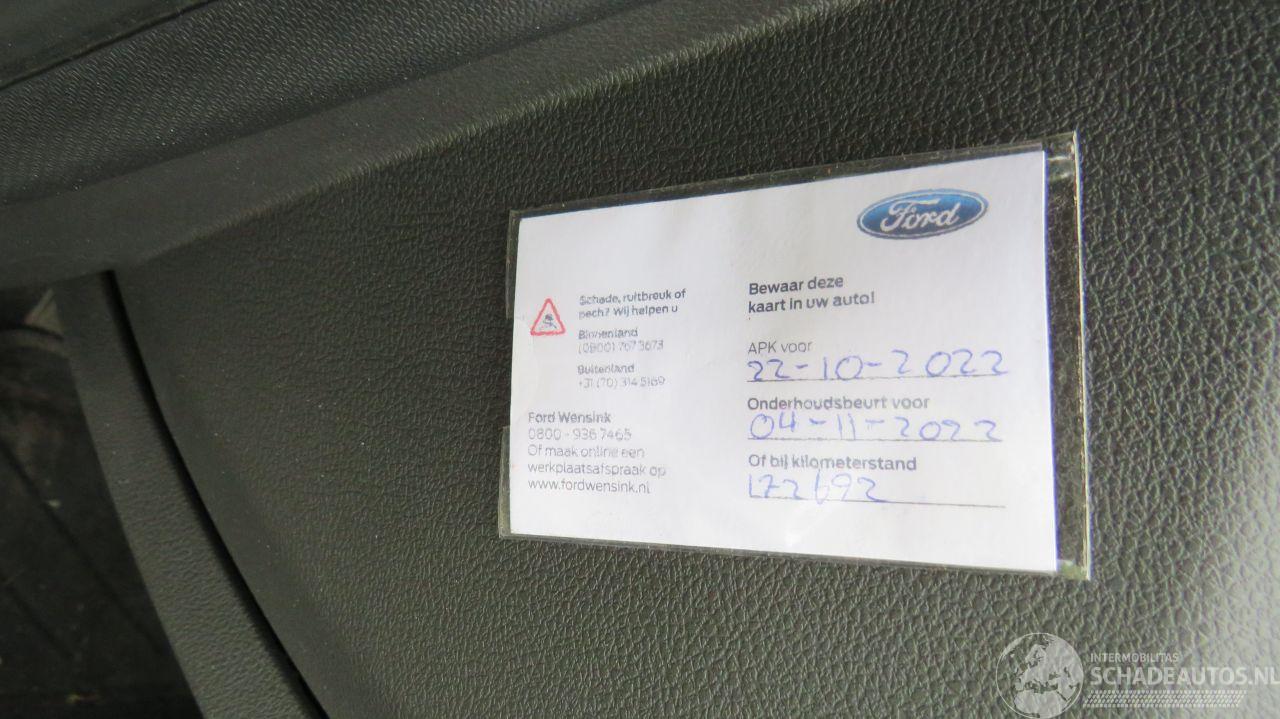 Ford
Schade, ruitbreuk of
pech? Wij helpen u
Binnenland
(0800) 767 3673
Buitenland
+31 (70) 314 5169
Ford Wensink
0800 - 936 7465
Of maak online een
werkplaatsafspraak op
www.fordwensink.nl
Bewaar deze
kaart in uw auto!
APK voor
22-10-2022
Onderhoudsbeurt voor
04-11-2022
Of bij kilometerstand
172692
INTERMOBILITAS
SCHADEAUTOS.NL